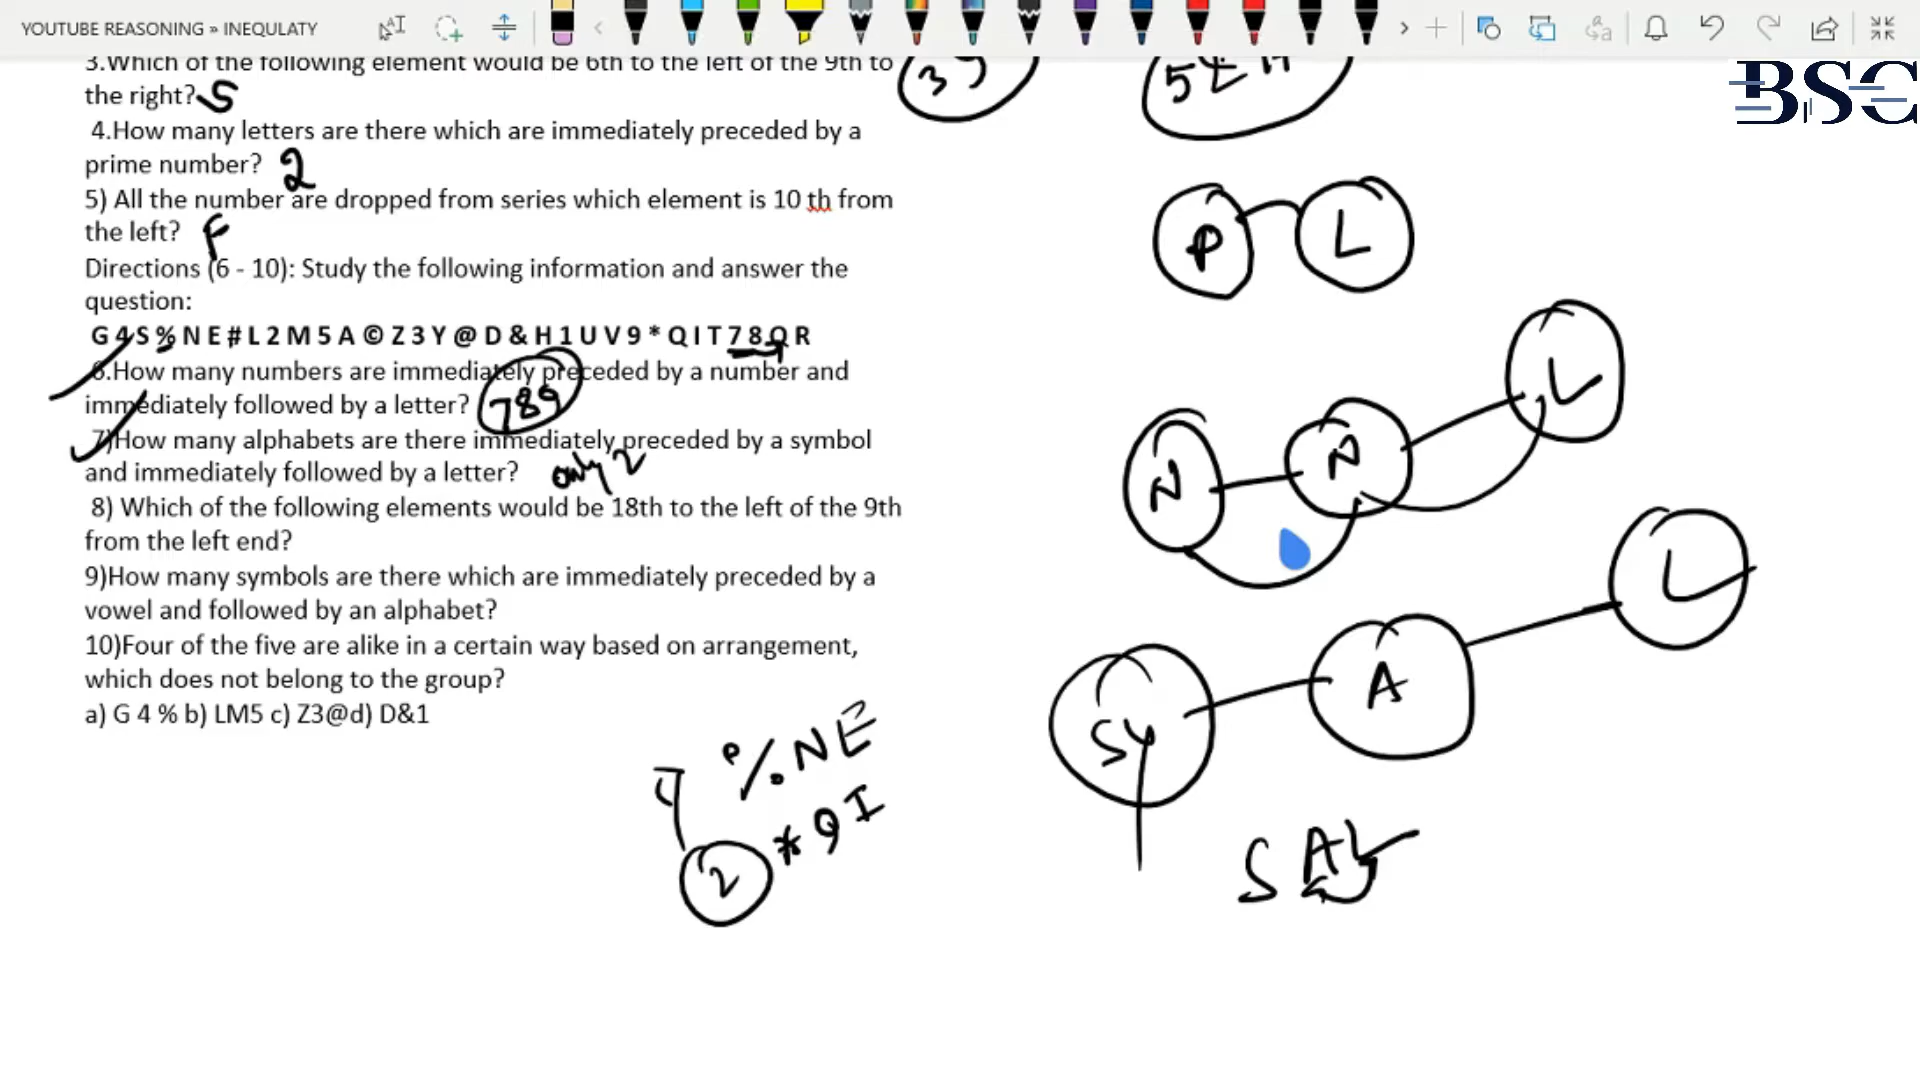 YOUTUBE REASONING » INEQULATY
BSC
3.Which of the following element would be 6th to the left of the 9th to
the right? S
4.How many letters are there which are immediately preceded by a
prime number? 2
5) All the number are dropped from series which element is 10 th from
the left? F
Directions (6 - 10): Study the following information and answer the
question:
G 4 S % N E # L 2 M 5 A © Z 3 Y @ D & H 1 U V 9 * Q I T 7 8 Q R
6.How many numbers are immediately preceded by a number and
immediately followed by a letter? 789
7)How many alphabets are there immediately preceded by a symbol
and immediately followed by a letter? only 2
8) Which of the following elements would be 18th to the left of the 9th
from the left end?
9)How many symbols are there which are immediately preceded by a
vowel and followed by an alphabet?
10)Four of the five are alike in a certain way based on arrangement,
which does not belong to the group?
a) G 4 % b) LM5 c) Z3@d) D&1
P L
N N L
Sy A L
% N E
2 * Q I
S A L